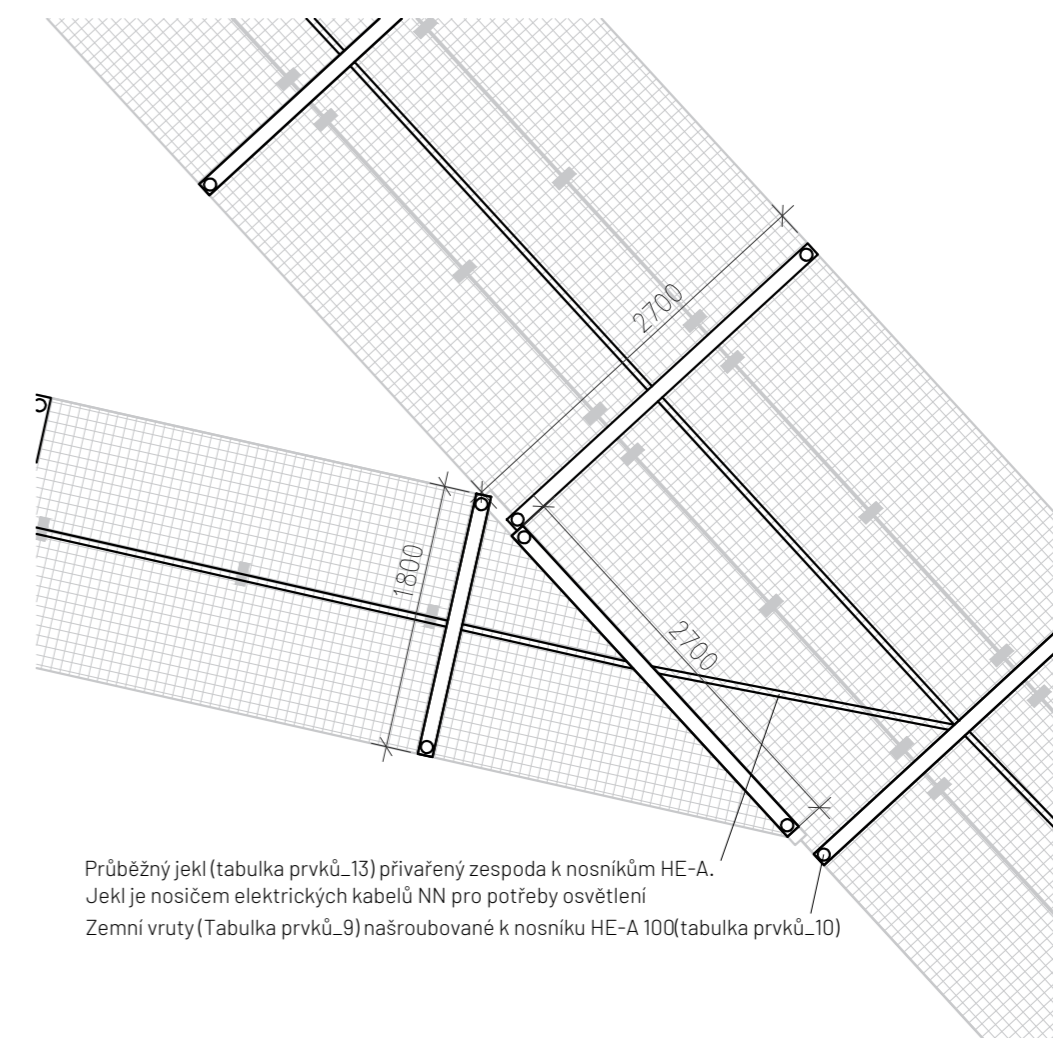 2700
1800
2700
Průběžný jekl (tabulka prvků_13) přivařený zespoda k nosníkům HE-A.
Jekl je nosičem elektrických kabelů NN pro potřeby osvětlení
Zemní vruty (Tabulka prvků_9) našroubované k nosníku HE-A 100(tabulka prvků_10)